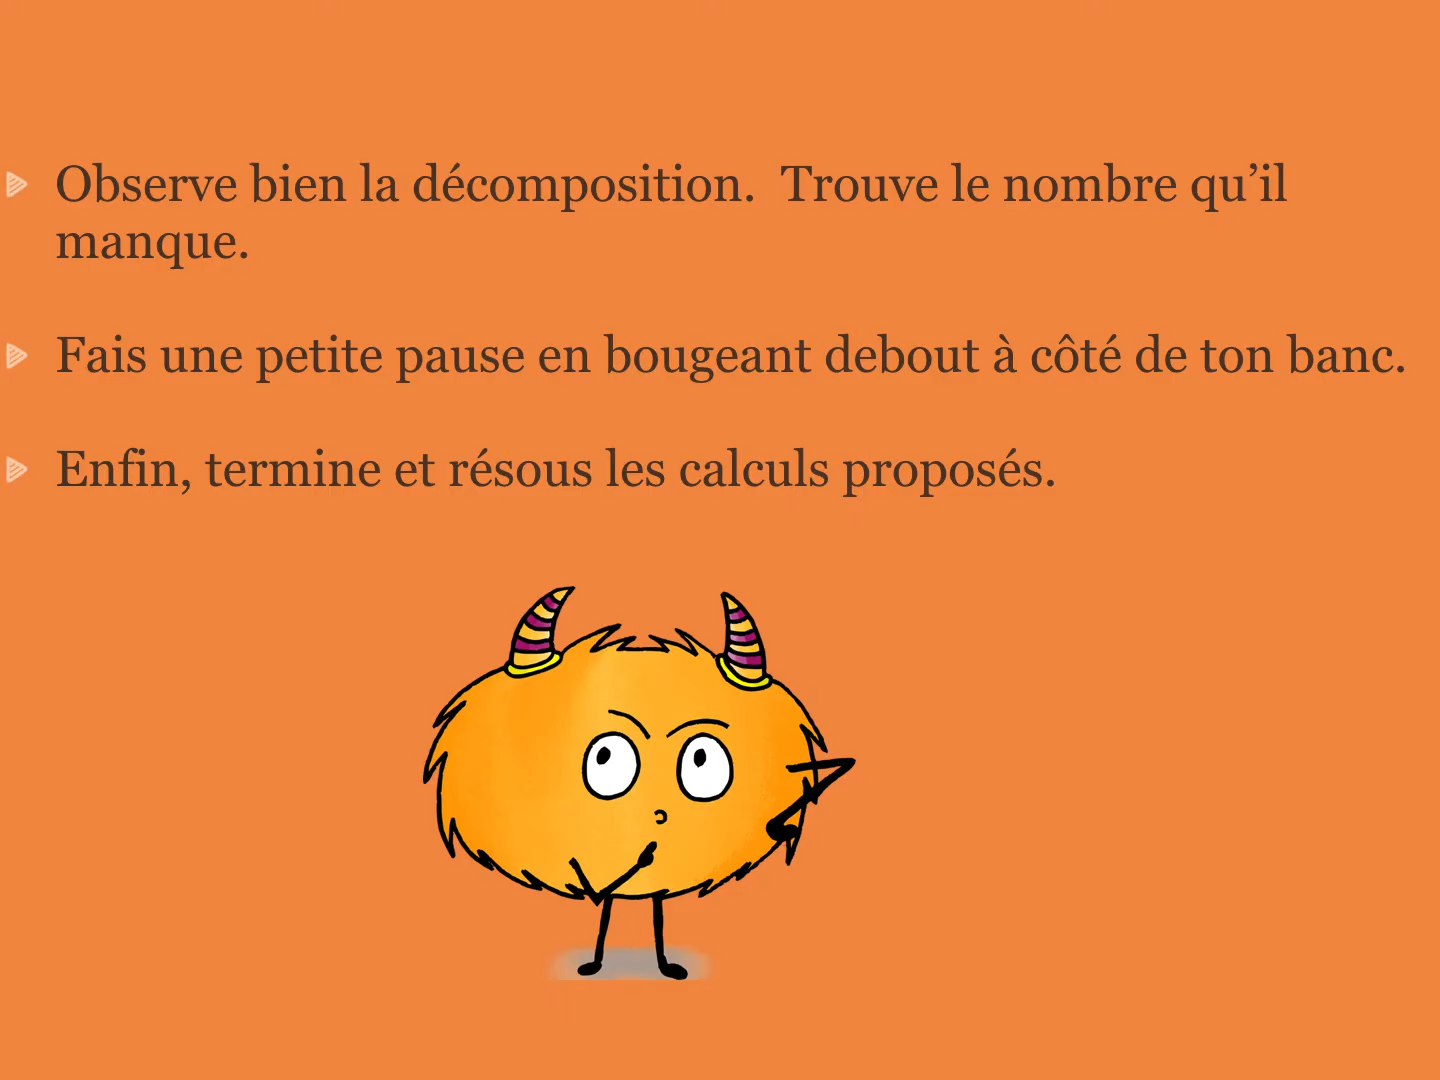 Observe bien la décomposition.  Trouve le nombre qu’il
manque.
Fais une petite pause en bougeant debout à côté de ton banc.
Enfin, termine et résous les calculs proposés.